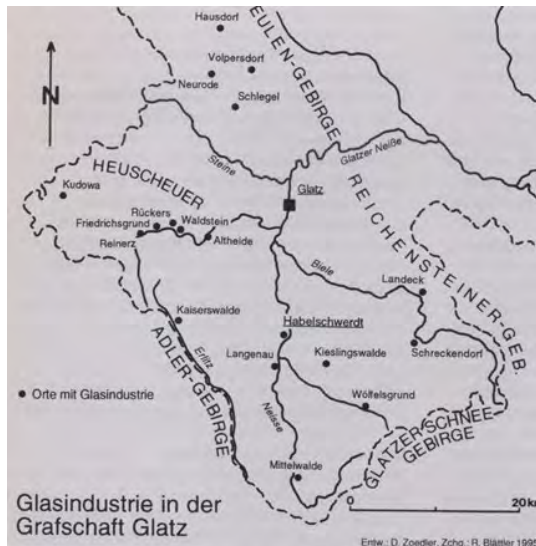 Hausdorf
EULEN-GEBIRGE
Volpersdorf
Neurode
Schlegel
N
Steine
Glatzer Neiße
HEUSCHEUER
Glatz
REICHENSTEINER-GEB.
Kudowa
Rückers
Friedrichsgrund
Waldstein
Reinerz
Altheide
Biele
Landeck
Kaiserswalde
Habelschwerdt
ADLER-GEBIRGE
Erlitz
Langenau
Kieslingswalde
Schreckendorf
Orte mit Glasindustrie
Neisse
Wölfelsgrund
GLATZER SCHNEE
GEBIRGE
Mittelwalde
Glasindustrie in der
Grafschaft Glatz
0 20km
Entw.: D. Zoedler, Zchg.: R. Blättler 1995